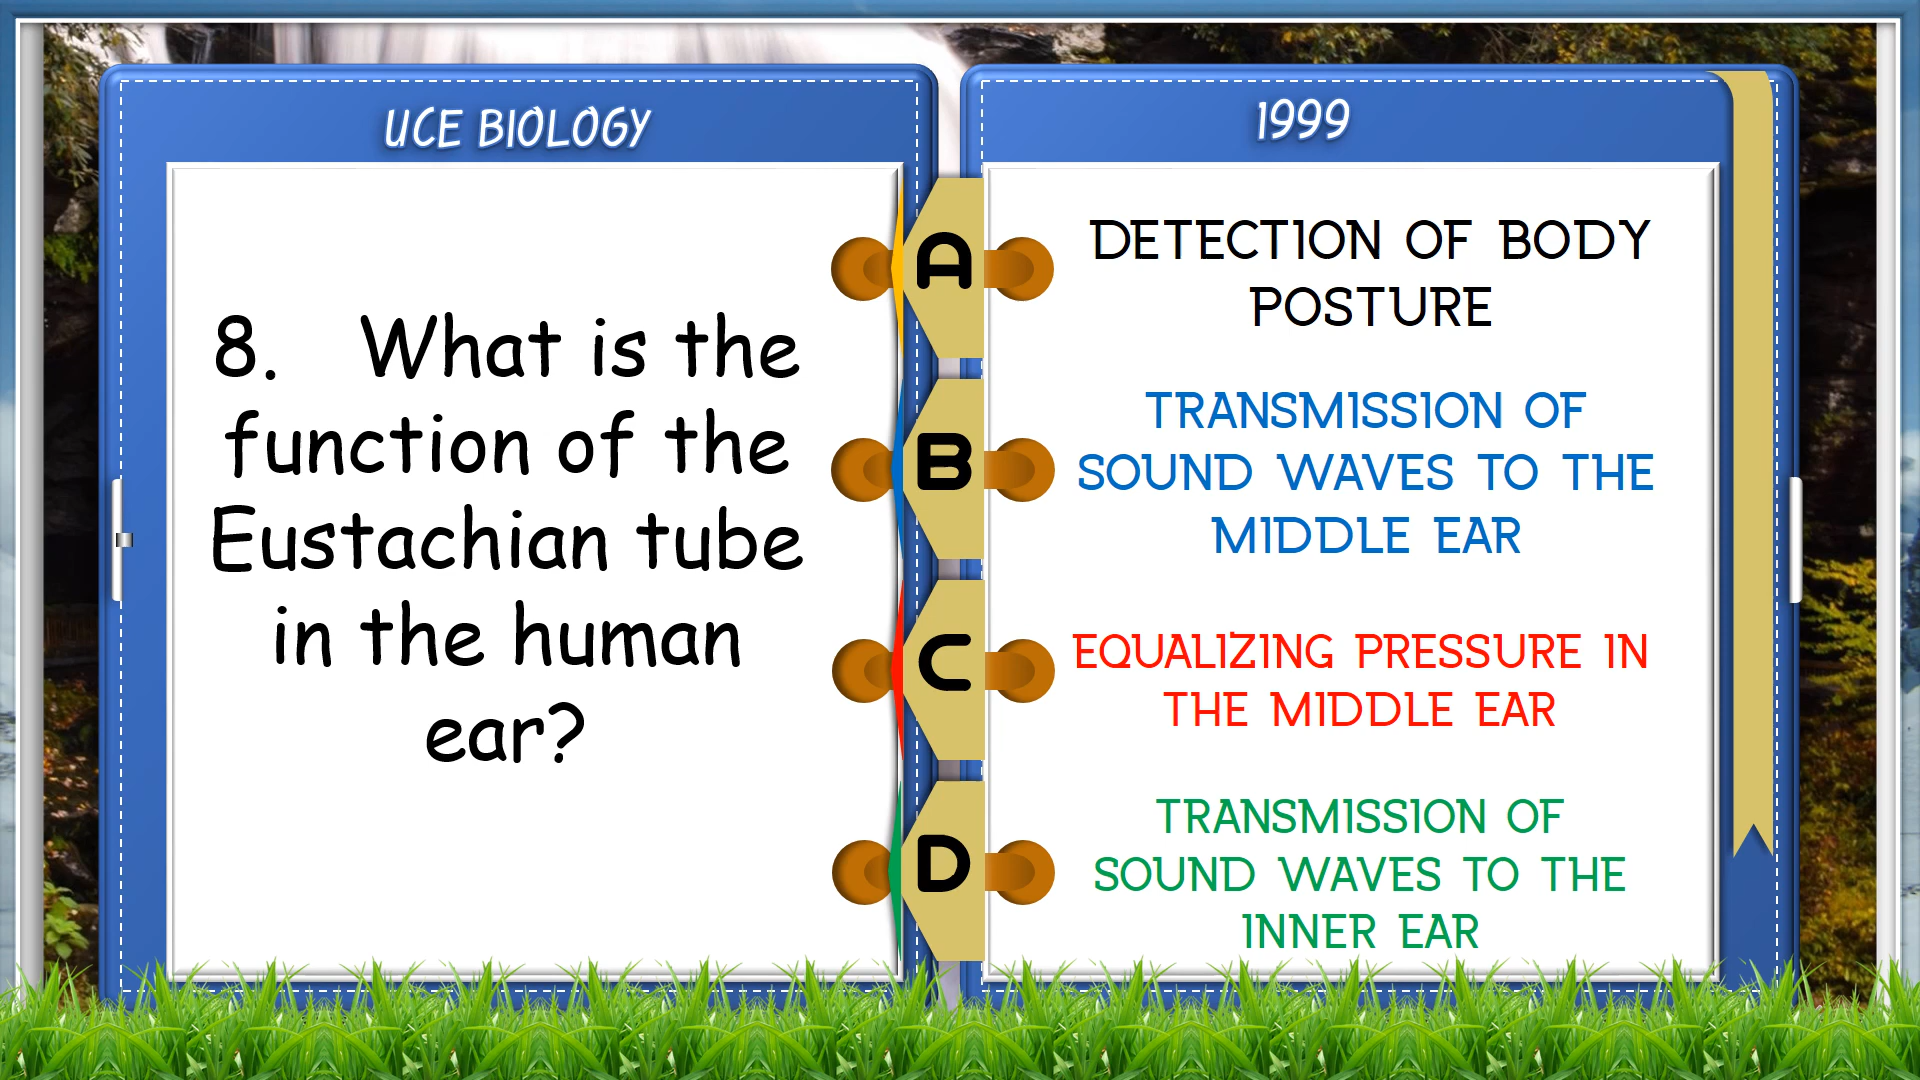 UCE BIOLOGY
8. What is the
function of the
Eustachian tube
in the human
ear?
1999
A
DETECTION OF BODY
POSTURE
B
TRANSMISSION OF
SOUND WAVES TO THE
MIDDLE EAR
C
EQUALIZING PRESSURE IN
THE MIDDLE EAR
D
TRANSMISSION OF
SOUND WAVES TO THE
INNER EAR